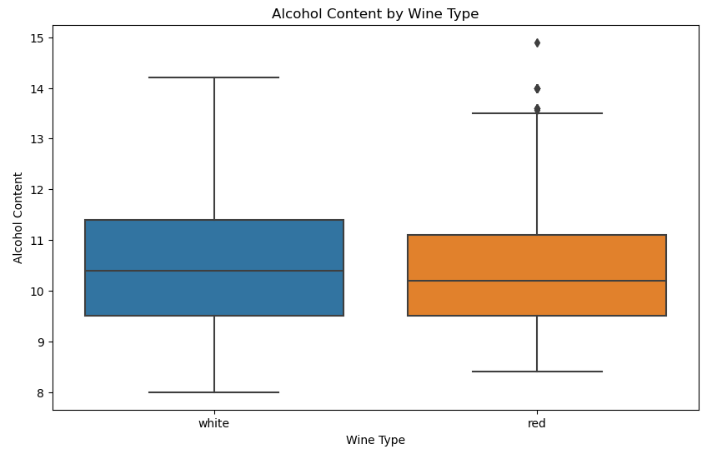 Alcohol Content by Wine Type
15
14
13
12
11
10
9
8
Alcohol Content
white red
Wine Type